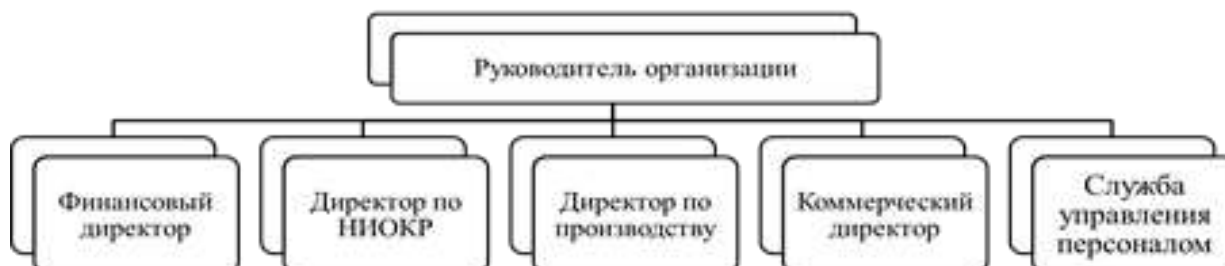 Руководитель организации
Финансовый
директор
Директор по
НИОКР
Директор по
производству
Коммерческий
директор
Служба
управления
персоналом